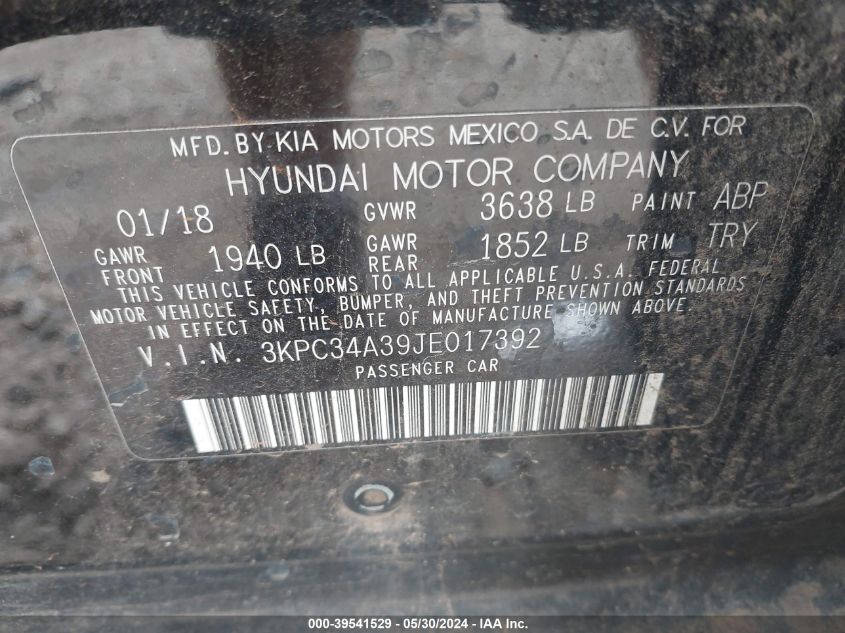 MFD. BY KIA MOTORS MEXICO S.A. DE C.V. FOR
HYUNDAI MOTOR COMPANY
01/18 GVWR 3638 LB PAINT ABP
GAWR FRONT 1940 LB GAWR REAR 1852 LB TRIM TRY
THIS VEHICLE CONFORMS TO ALL APPLICABLE U.S.A. FEDERAL
MOTOR VEHICLE SAFETY, BUMPER, AND THEFT PREVENTION STANDARDS
IN EFFECT ON THE DATE OF MANUFACTURE SHOWN ABOVE.
V.I.N. 3KPC34A39JE017392
PASSENGER CAR
000-39541529 - 05/30/2024 - IAA Inc.